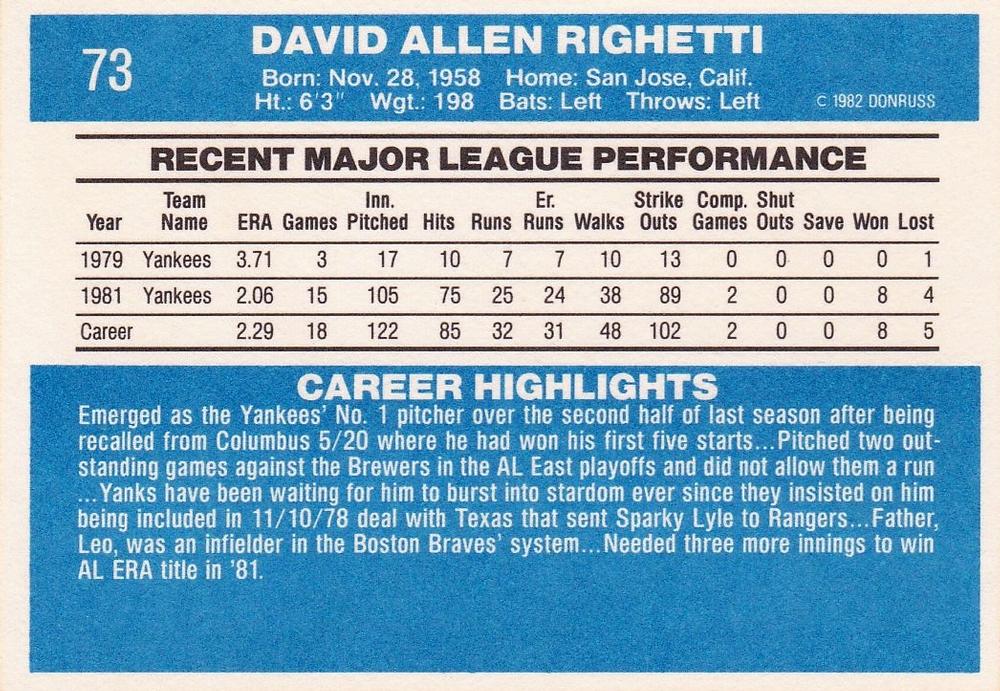 73
DAVID ALLEN RIGHETTI
Born: Nov. 28, 1958 Home: San Jose, Calif.
Ht.: 6'3" Wgt.: 198 Bats: Left Throws: Left
© 1982 DONRUSS
RECENT MAJOR LEAGUE PERFORMANCE
Team Inn. Er. Strike Comp. Shut
Year Name ERA Games Pitched Hits Runs Runs Walks Outs Games Outs Save Won Lost
1979 Yankees 3.71 3 17 10 7 7 10 13 0 0 0 0 1
1981 Yankees 2.06 15 105 75 25 24 38 89 2 0 0 8 4
Career 2.29 18 122 85 32 31 48 102 2 0 0 8 5
CAREER HIGHLIGHTS
Emerged as the Yankees' No. 1 pitcher over the second half of last season after being
recalled from Columbus 5/20 where he had won his first five starts...Pitched two out-
standing games against the Brewers in the AL East playoffs and did not allow them a run
...Yanks have been waiting for him to burst into stardom ever since they insisted on him
being included in 11/10/78 deal with Texas that sent Sparky Lyle to Rangers...Father,
Leo, was an infielder in the Boston Braves' system...Needed three more innings to win
AL ERA title in '81.